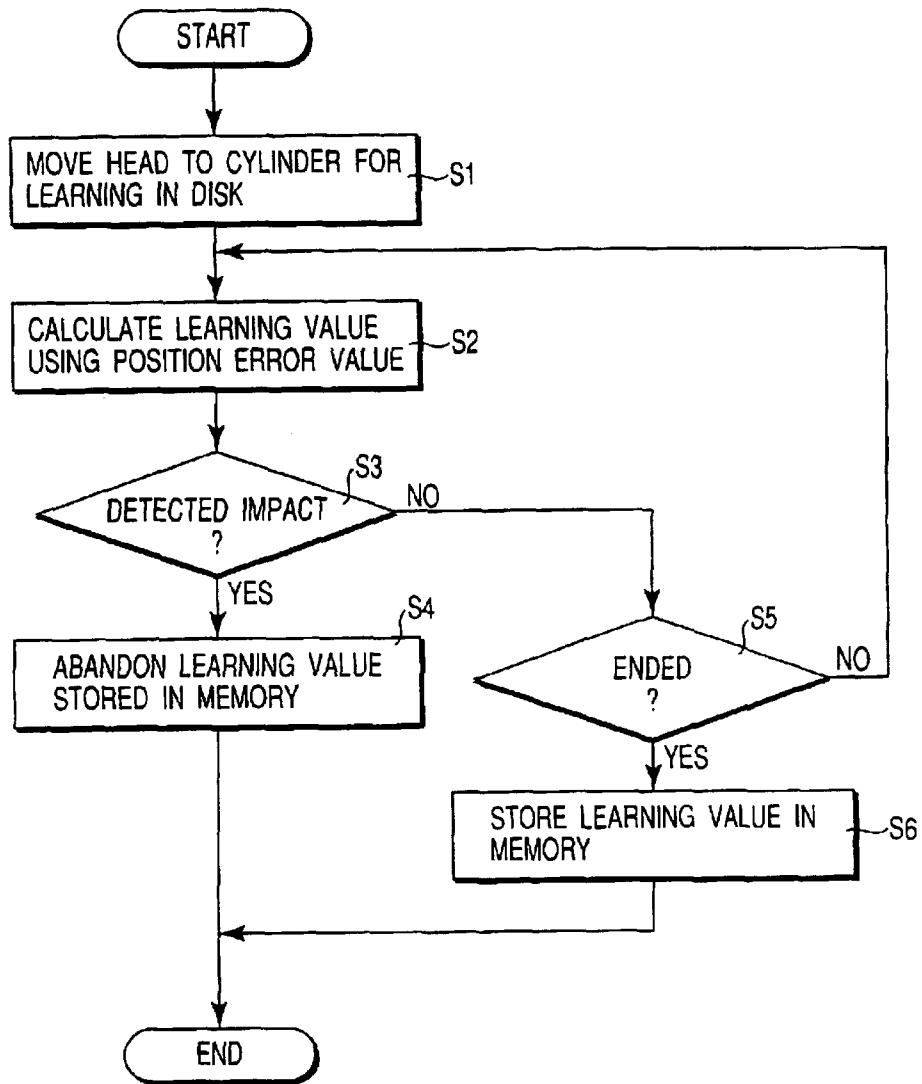 START
MOVE HEAD TO CYLINDER FOR
LEARNING IN DISK
S1
CALCULATE LEARNING VALUE
USING POSITION ERROR VALUE
S2
DETECTED IMPACT
?
S3
NO
YES
ABANDON LEARNING VALUE
STORED IN MEMORY
S4
ENDED
?
S5
NO
YES
STORE LEARNING VALUE IN
MEMORY
S6
END